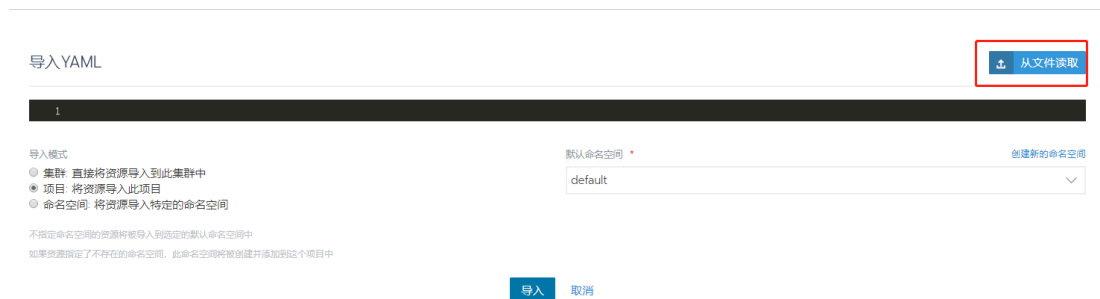 导入YAML
从文件读取
1
导入模式
默认命名空间 *
创建新的命名空间
集群: 直接将资源导入到此集群中
项目: 将资源导入此项目
命名空间: 将资源导入特定的命名空间
default
不指定命名空间的资源将被导入到选定的默认命名空间中
如果资源指定了不存在的命名空间，此命名空间将被创建并添加到这个项目中
导入
取消